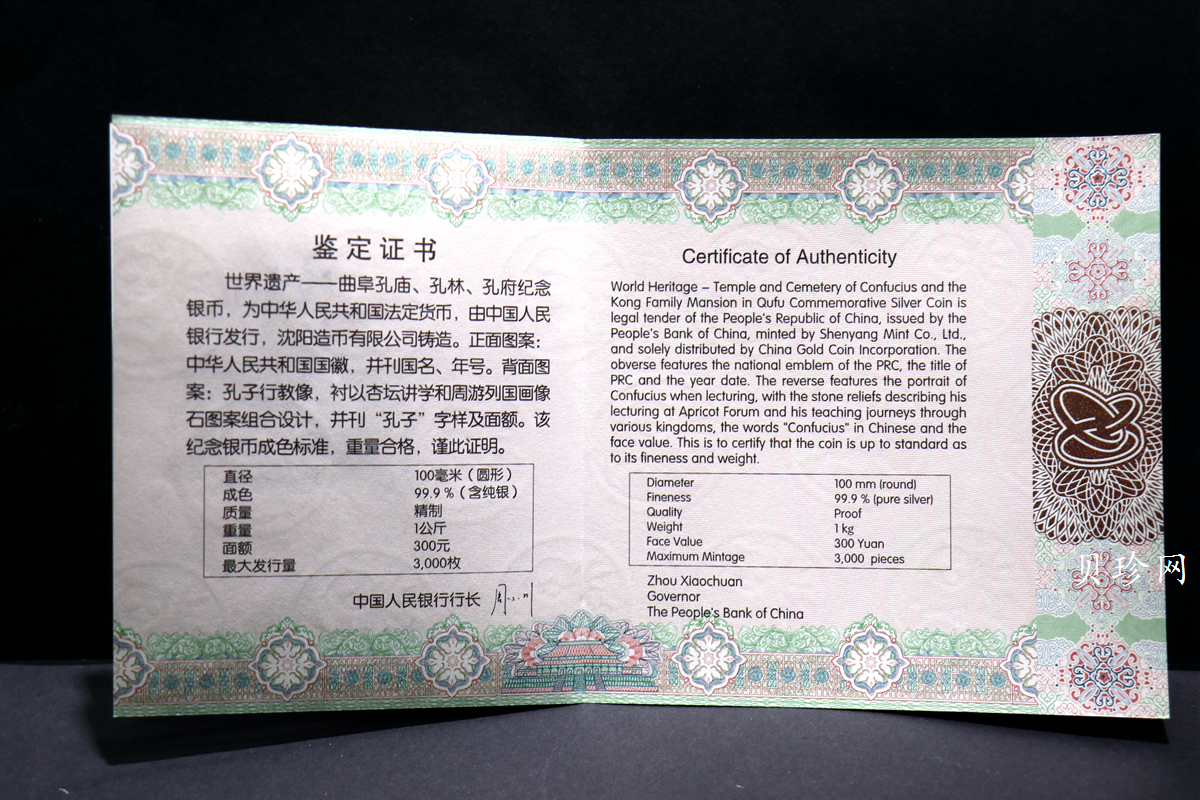 鉴定证书
世界遗产——曲阜孔庙、孔林、孔府纪念
银币，为中华人民共和国法定货币，由中国人民
银行发行，沈阳造币有限公司铸造。正面图案：
中华人民共和国国徽，并刊国名、年号。背面图
案：孔子行教像，衬以杏坛讲学和周游列国画像
石图案组合设计，并刊“孔子”字样及面额。该
纪念银币成色标准，重量合格，谨此证明。
直径 100毫米（圆形）
成色 99.9 %（含纯银）
质量 精制
重量 1公斤
面额 300元
最大发行量 3,000枚
中国人民银行行长
Certificate of Authenticity
World Heritage – Temple and Cemetery of Confucius and the
Kong Family Mansion in Qufu Commemorative Silver Coin is
legal tender of the People's Republic of China, issued by the
People's Bank of China, minted by Shenyang Mint Co., Ltd.,
and solely distributed by China Gold Coin Incorporation. The
obverse features the national emblem of the PRC, the title of
PRC and the year date. The reverse features the portrait of
Confucius when lecturing, with the stone reliefs describing his
lecturing at Apricot Forum and his teaching journeys through
various kingdoms, the words "Confucius" in Chinese and the
face value. This is to certify that the coin is up to standard as
to its fineness and weight.
Diameter 100 mm (round)
Fineness 99.9 % (pure silver)
Quality Proof
Weight 1 kg
Face Value 300 Yuan
Maximum Mintage 3,000 pieces
Zhou Xiaochuan
Governor
The People's Bank of China
贝珍网